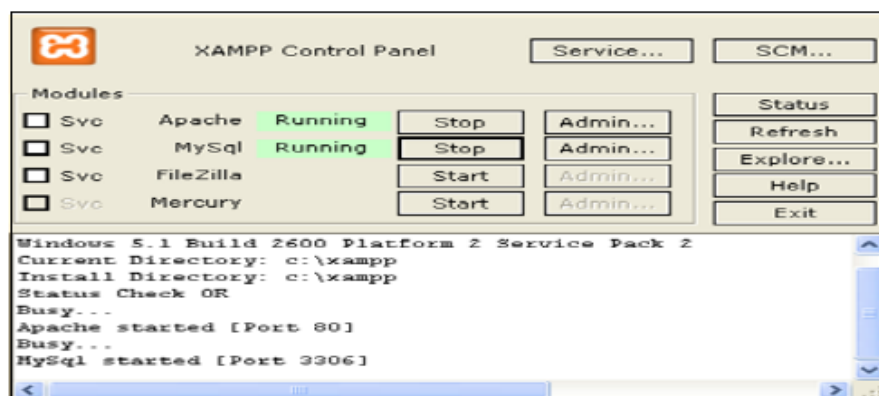 XAMPP Control Panel Service... SCM...
Modules
Svc Apache Running Stop Admin...
Svc MySql Running Stop Admin...
Svc FileZilla Start Admin...
Svc Mercury Start Admin...
Status
Refresh
Explore...
Help
Exit
Windows 5.1 Build 2600 Platform 2 Service Pack 2
Current Directory: c:\xampp
Install Directory: c:\xampp
Status Check OK
Busy...
Apache started [Port 80]
Busy...
MySql started [Port 3306]